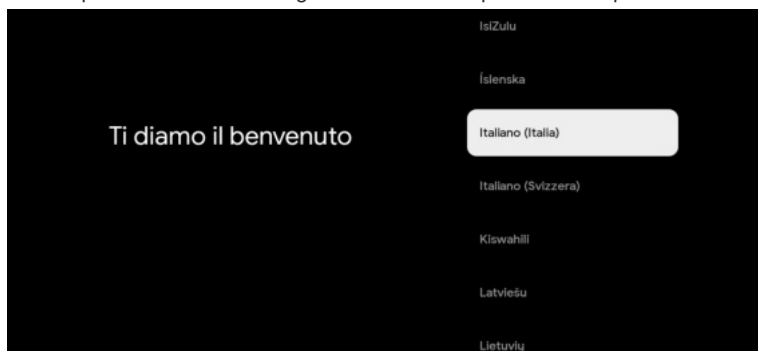 IsiZulu
Íslenska
Ti diamo il benvenuto
Italiano (Italia)
Italiano (Svizzera)
Kiswahili
Latviešu
Lietuvių